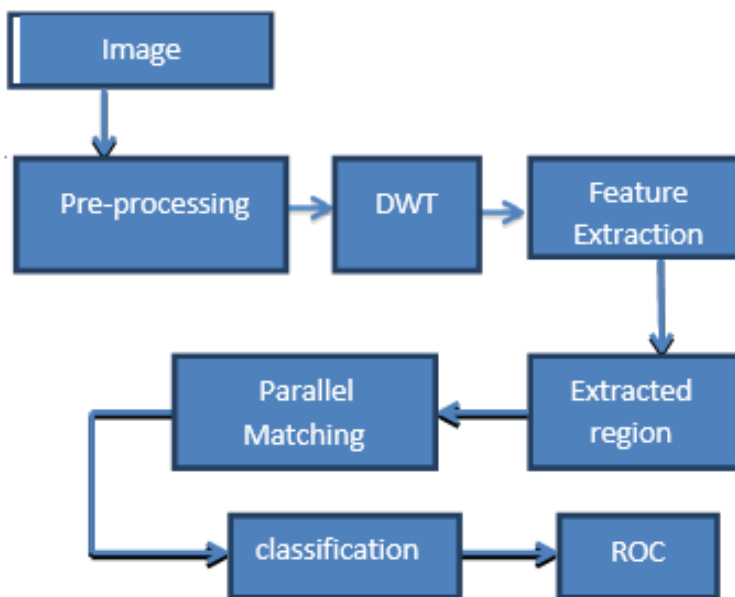 Image
Pre-processing
DWT
Feature
Extraction
Extracted
region
Parallel
Matching
classification
ROC